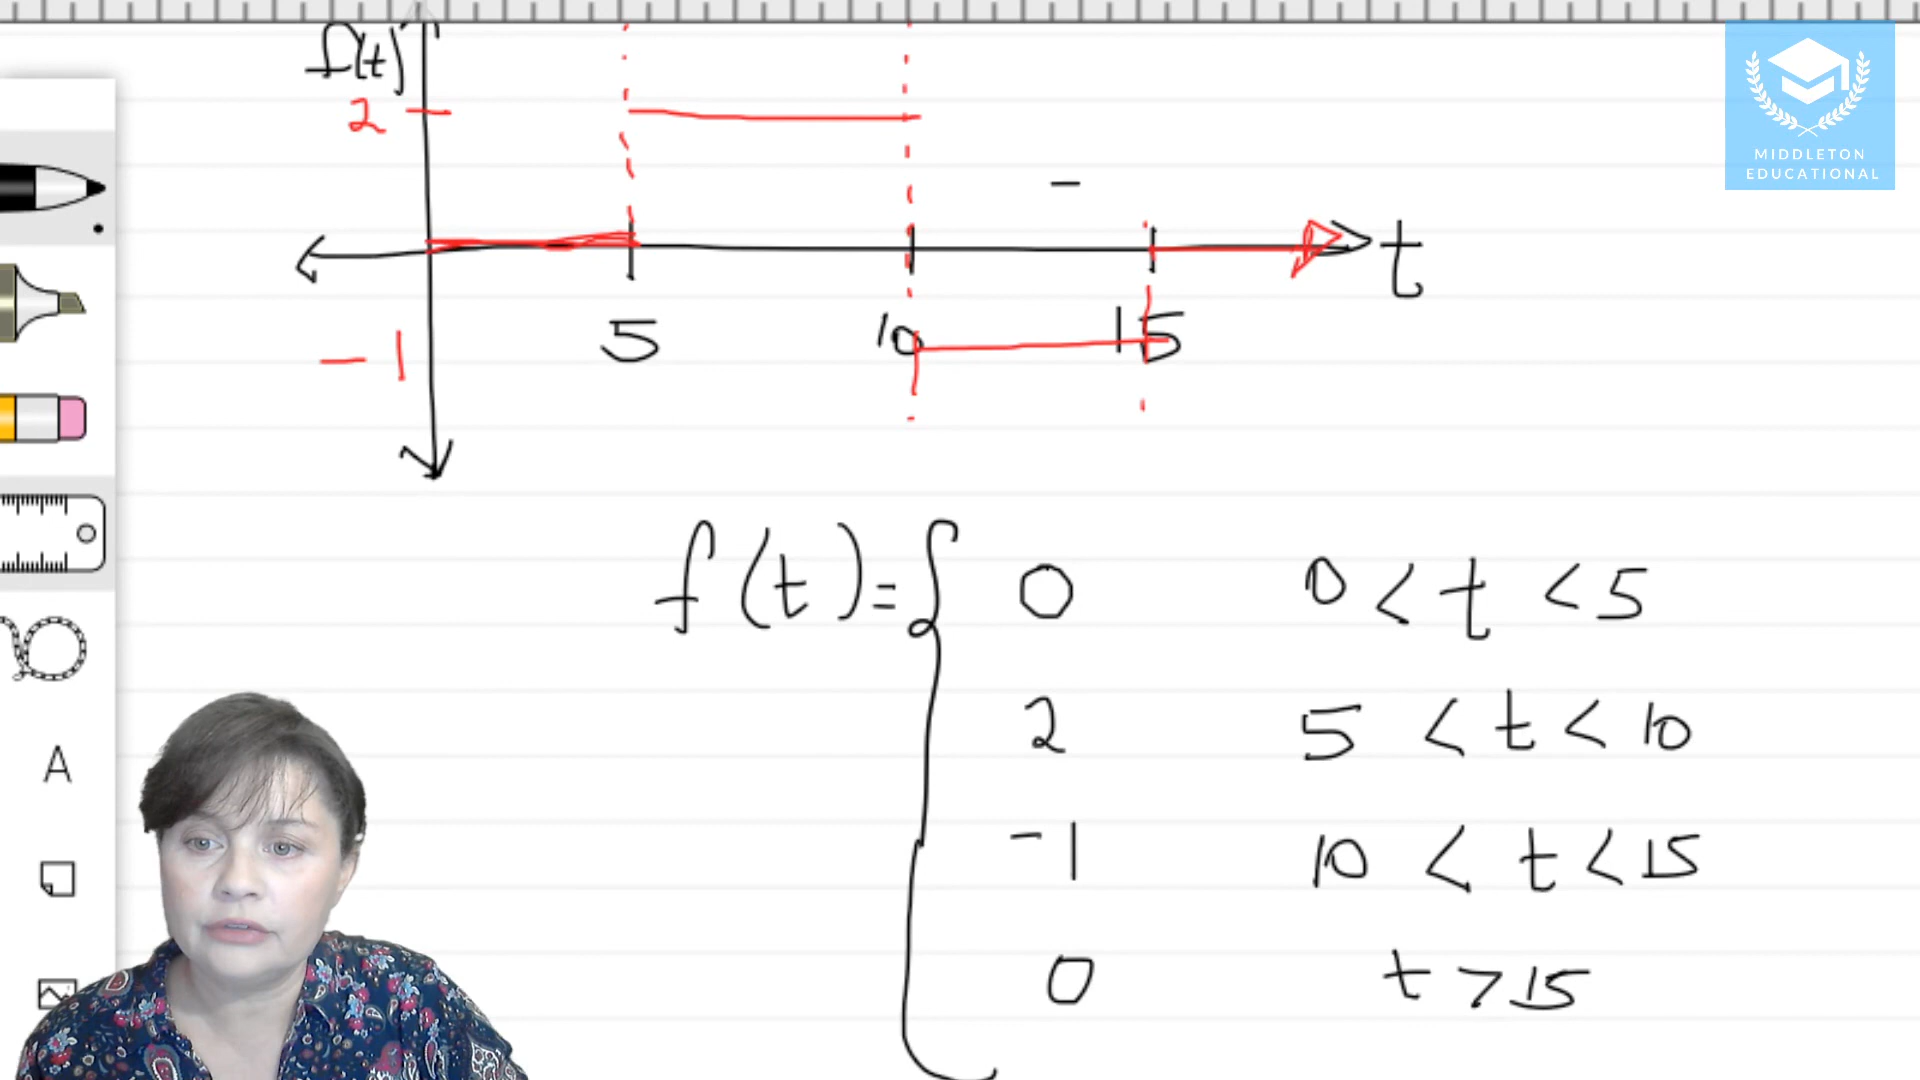 f(t)
2
MIDDLETON
EDUCATIONAL
t
-
5 10 15
-1
f(t)={ 0 0 < t < 5
2 5 < t < 10
-1 10 < t < 15
0 t > 15
A